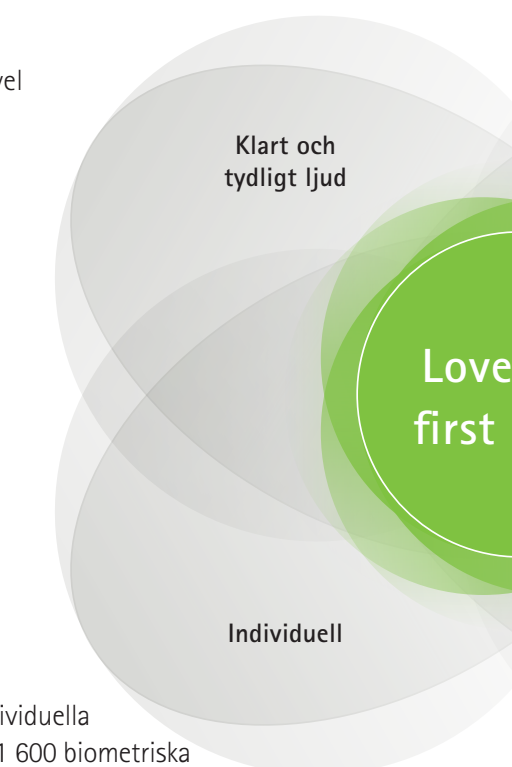 vel
Klart och
tydligt ljud
Love
first
Individuell
ividuella
1 600 biometriska